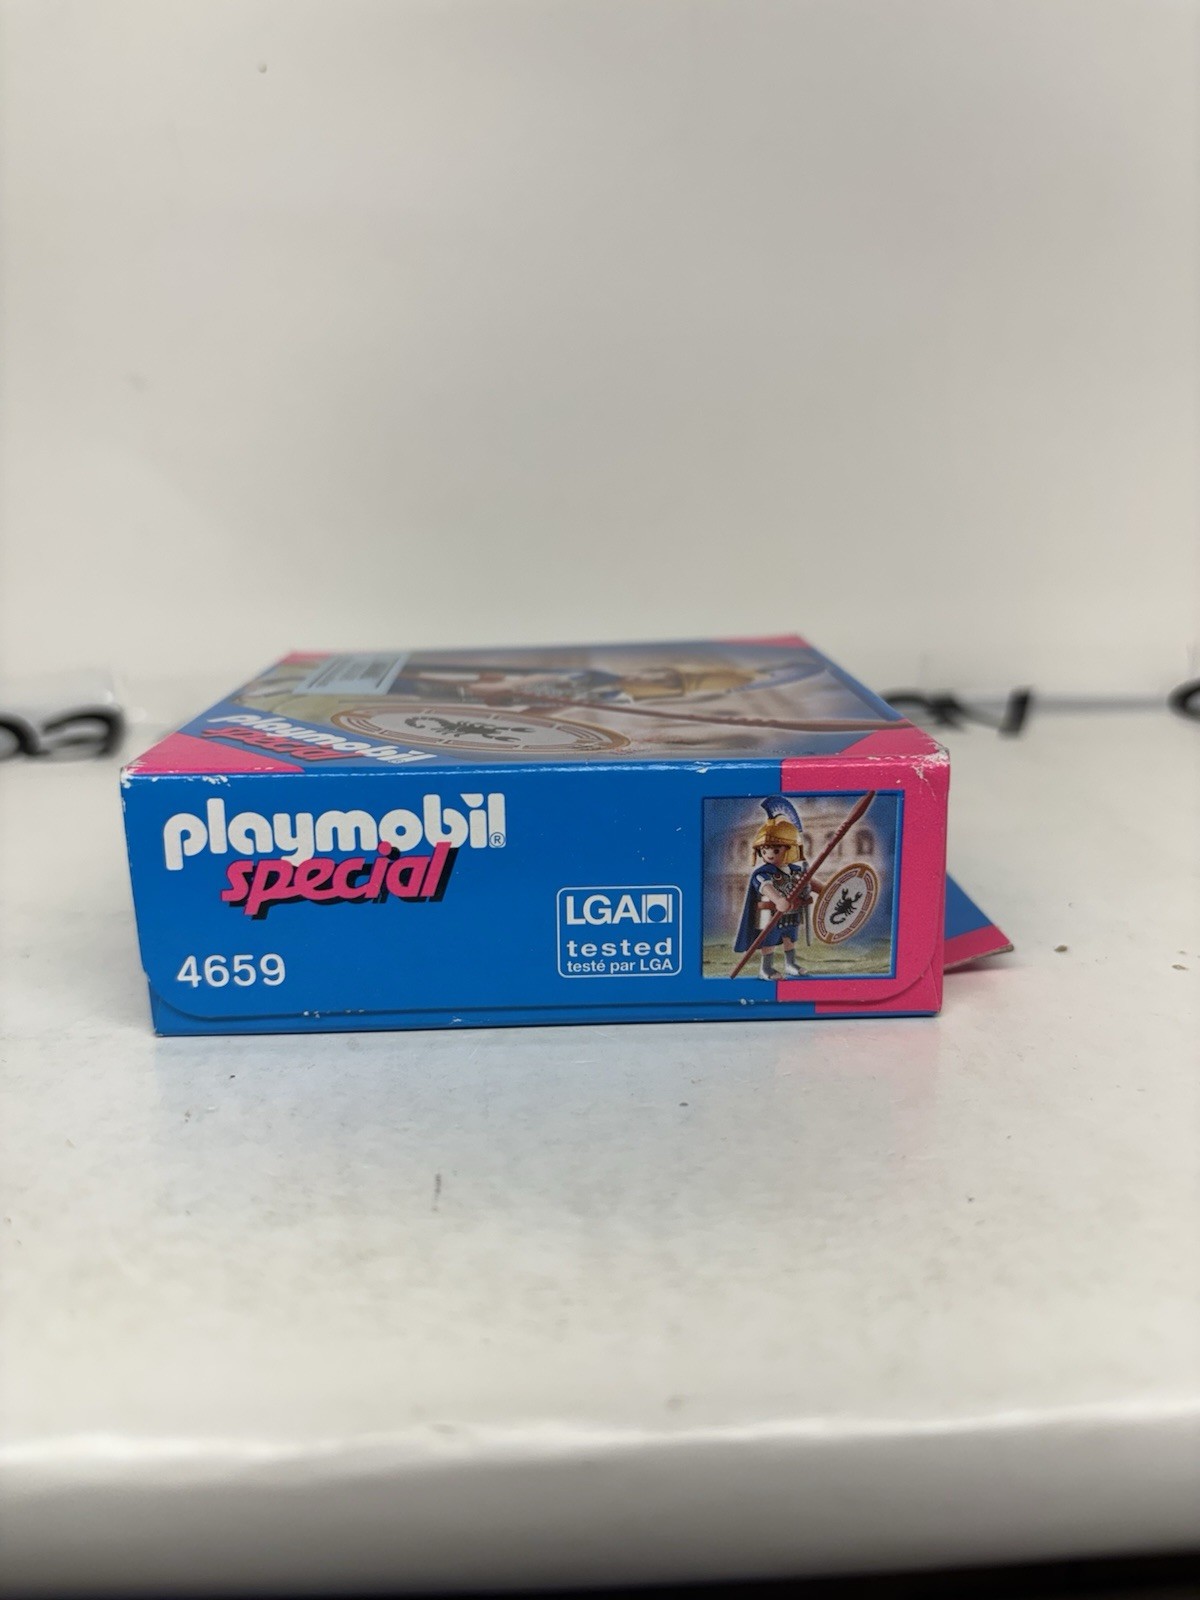 playmobil
special
playmobil®
special
4659
LGA
tested
testé par LGA